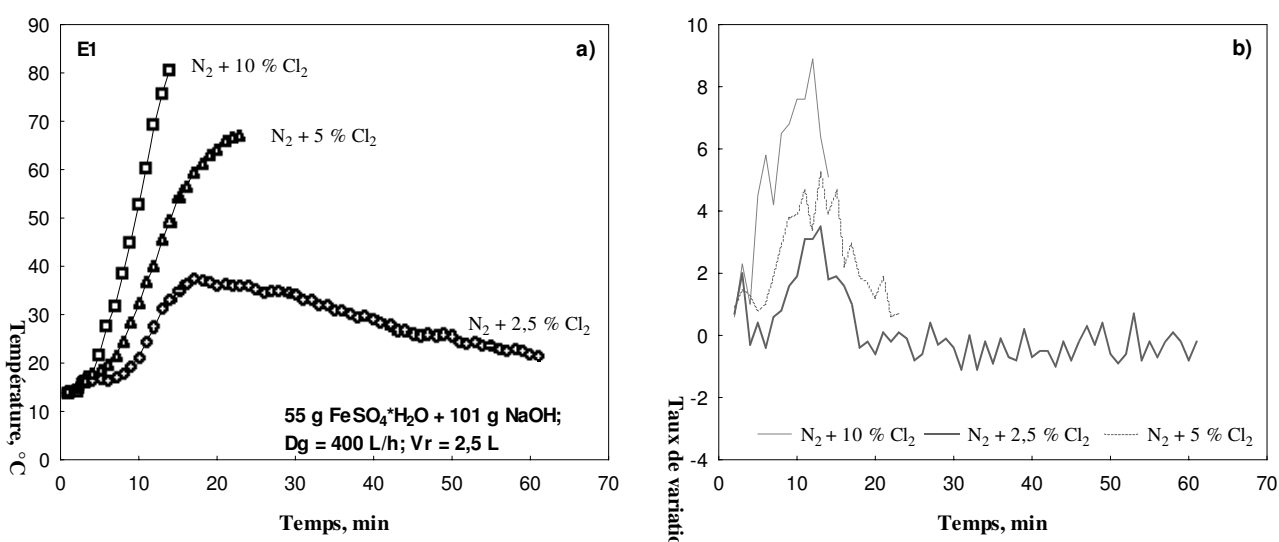 90
80
70
60
50
40
30
20
10
0
0 10 20 30 40 50 60 70
Température, °C
Temps, min
E1
a)
N2 + 10 % Cl2
N2 + 5 % Cl2
N2 + 2,5 % Cl2
55 g FeSO4*H2O + 101 g NaOH;
Dg = 400 L/h; Vr = 2,5 L
10
8
6
4
2
0
-2
-4
0 10 20 30 40 50 60 70
Taux de
Temps, min
b)
N2 + 10 % Cl2 N2 + 2,5 % Cl2 N2 + 5 % Cl2